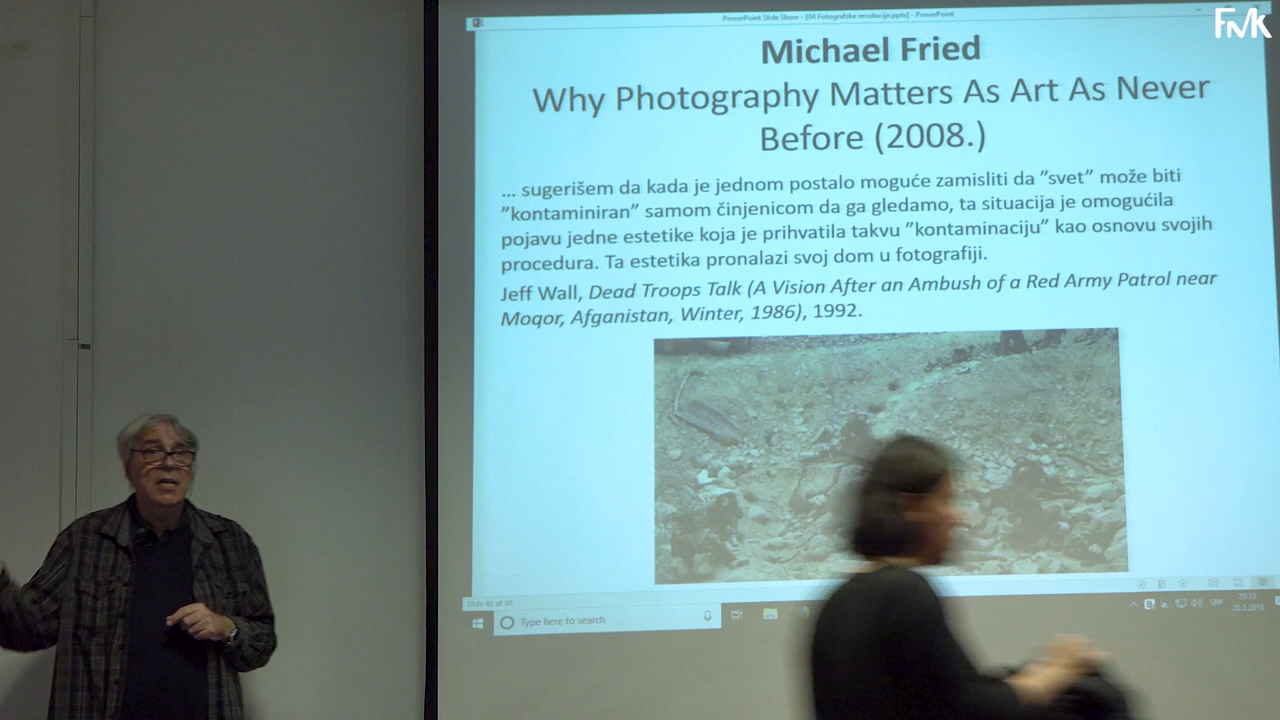 PowerPoint Slide Show - [04 Fotografske revolucije.pptx] - PowerPoint
FMK
Michael Fried
Why Photography Matters As Art As Never
Before (2008.)
... sugerišem da kada je jednom postalo moguće zamisliti da ”svet” može biti
”kontaminiran” samom činjenicom da ga gledamo, ta situacija je omogućila
pojavu jedne estetike koja je prihvatila takvu ”kontaminaciju” kao osnovu svojih
procedura. Ta estetika pronalazi svoj dom u fotografiji.
Jeff Wall, Dead Troops Talk (A Vision After an Ambush of a Red Army Patrol near
Moqor, Afganistan, Winter, 1986), 1992.
Slide 42 of 50
Type here to search
SRP
20:33
20.3.2019